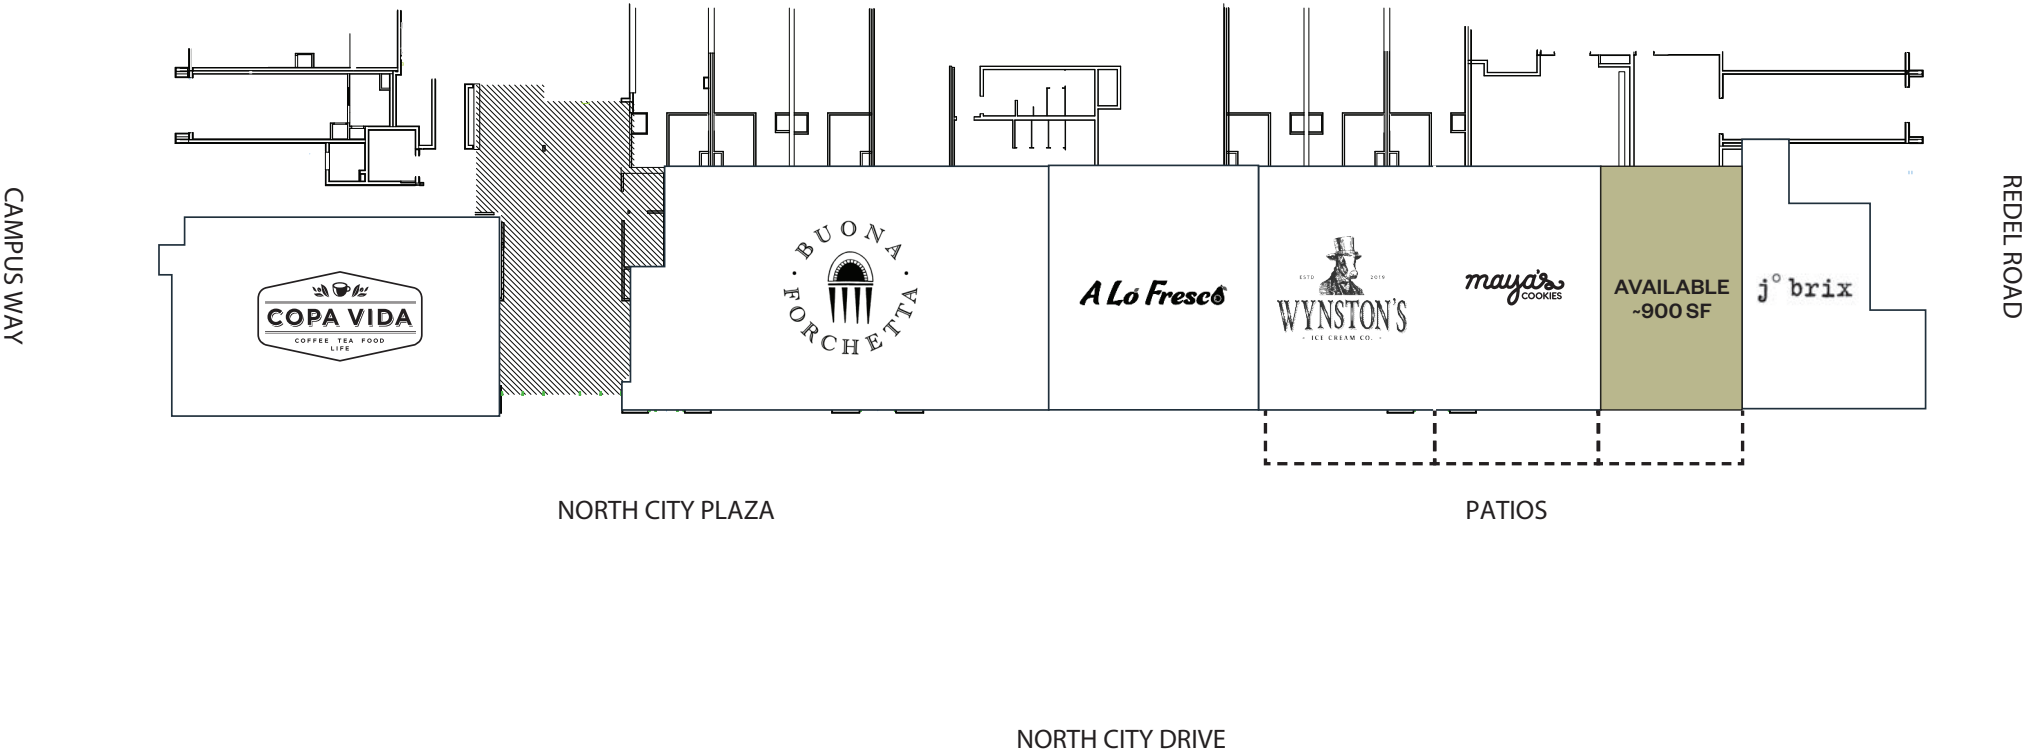 CAMPUS WAY
COPA VIDA
COFFEE TEA FOOD
LIFE
BUONA
FORCHETTA
A Lo Fresco
ESTD 2019
WYNSTON'S
- ICE CREAM CO. -
maya's
COOKIES
AVAILABLE
~900 SF
j° brix
REDEL ROAD
NORTH CITY PLAZA
PATIOS
NORTH CITY DRIVE